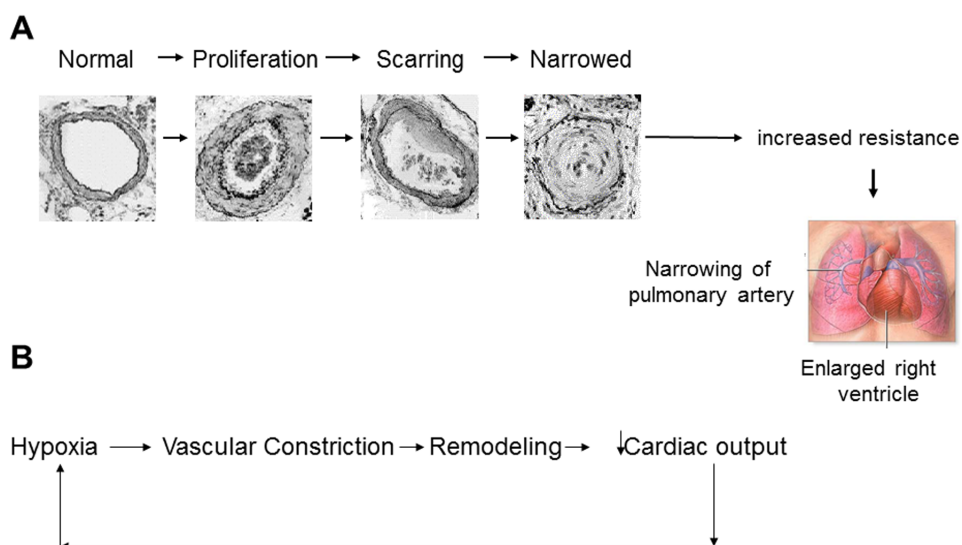 A
Normal → Proliferation → Scarring → Narrowed
increased resistance
Narrowing of
pulmonary artery
Enlarged right
ventricle
B
Hypoxia → Vascular Constriction → Remodeling → ↓Cardiac output